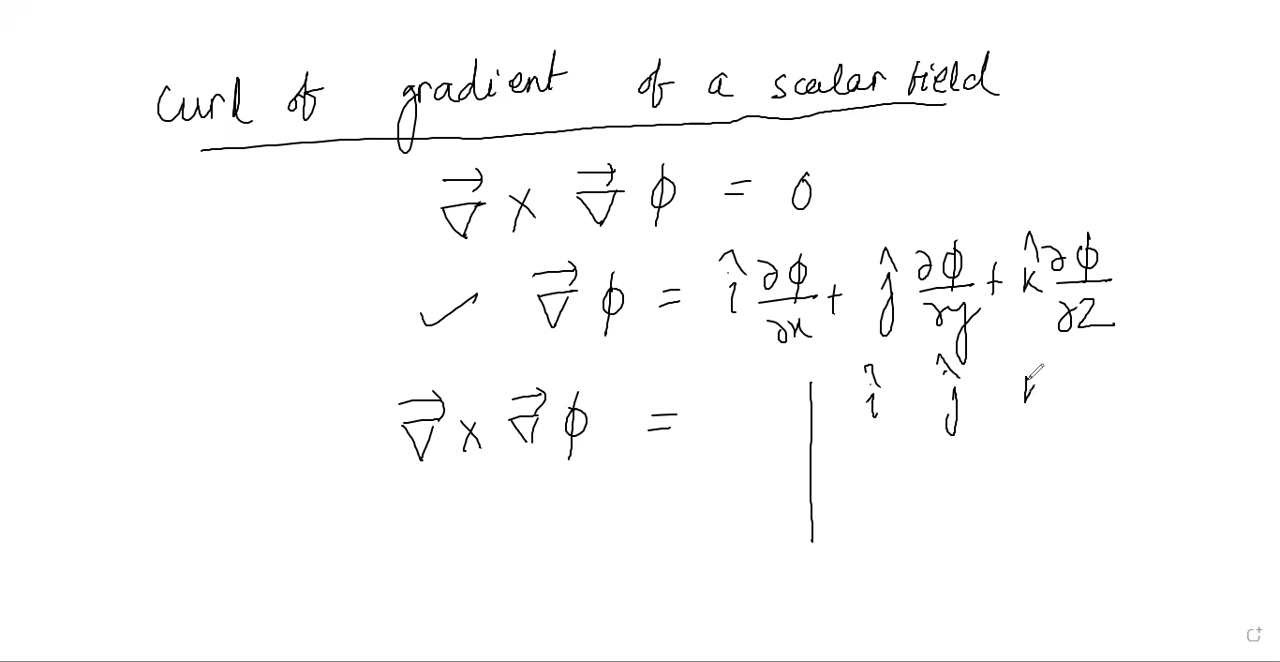 Curl of gradient of a scalar field
∇⃗ × ∇⃗ ϕ = 0
✓ ∇⃗ ϕ = î ∂ϕ/∂x + ĵ ∂ϕ/∂y + k̂ ∂ϕ/∂z
∇⃗ × ∇⃗ ϕ = | î ĵ